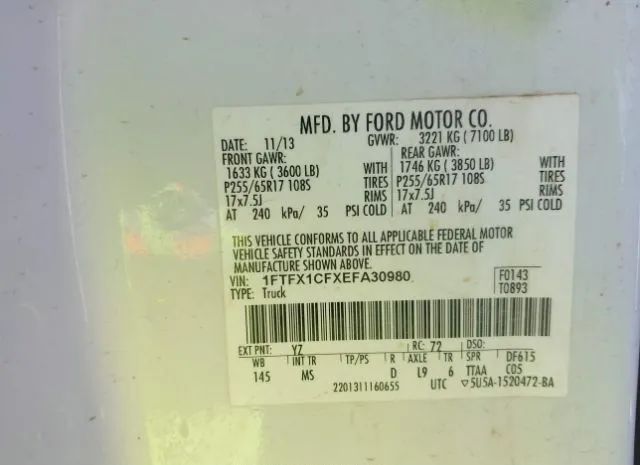 MFD. BY FORD MOTOR CO.
DATE: 11/13 GVWR: 3221 KG ( 7100 LB)
FRONT GAWR: REAR GAWR:
1633 KG ( 3600 LB) WITH 1746 KG ( 3850 LB) WITH
P255/65R17 108S TIRES P255/65R17 108S TIRES
17x7.5J RIMS 17x7.5J RIMS
AT 240 kPa/ 35 PSI COLD AT 240 kPa/ 35 PSI COLD
THIS VEHICLE CONFORMS TO ALL APPLICABLE FEDERAL MOTOR
VEHICLE SAFETY STANDARDS IN EFFECT ON THE DATE OF
MANUFACTURE SHOWN ABOVE.
VIN: 1FTFX1CFXEFA30980 F0143
TYPE: Truck T0893
EXT PNT: YZ RC: 72 DSO:
WB INT TR TP/PS R AXLE TR SPR DF615
145 MS D L9 6 TTAA C05
2201311160655 UTC ▽5U5A-1520472-BA